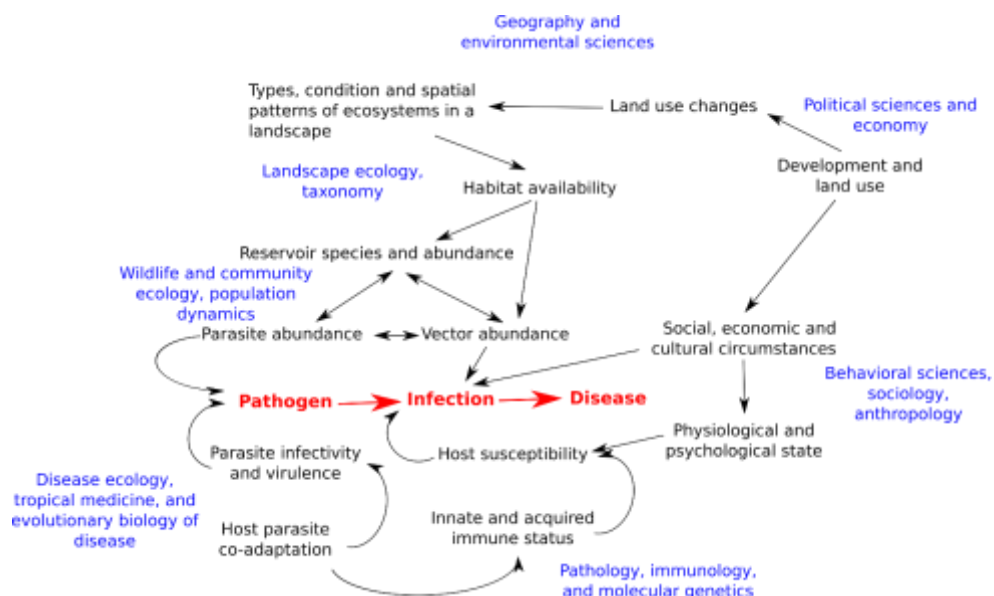 Geography and
environmental sciences
Types, condition and spatial
patterns of ecosystems in a
landscape
Land use changes
Political sciences and
economy
Landscape ecology,
taxonomy
Habitat availability
Development and
land use
Reservoir species and abundance
Wildlife and community
ecology, population
dynamics
Parasite abundance
Vector abundance
Social, economic and
cultural circumstances
Behavioral sciences,
sociology,
anthropology
Pathogen
Infection
Disease
Parasite infectivity
and virulence
Host susceptibility
Physiological and
psychological state
Disease ecology,
tropical medicine, and
evolutionary biology of
disease
Host parasite
co-adaptation
Innate and acquired
immune status
Pathology, immunology,
and molecular genetics